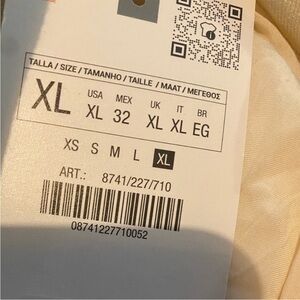 TALLA / SIZE / TAMANHO / TAILLE / MAAT / ΜΕΓΕΘΟΣ
XL USA XL MEX 32 UK XL IT XL BR EG
XS S M L XL
ART.: 8741/227/710
08741227710052